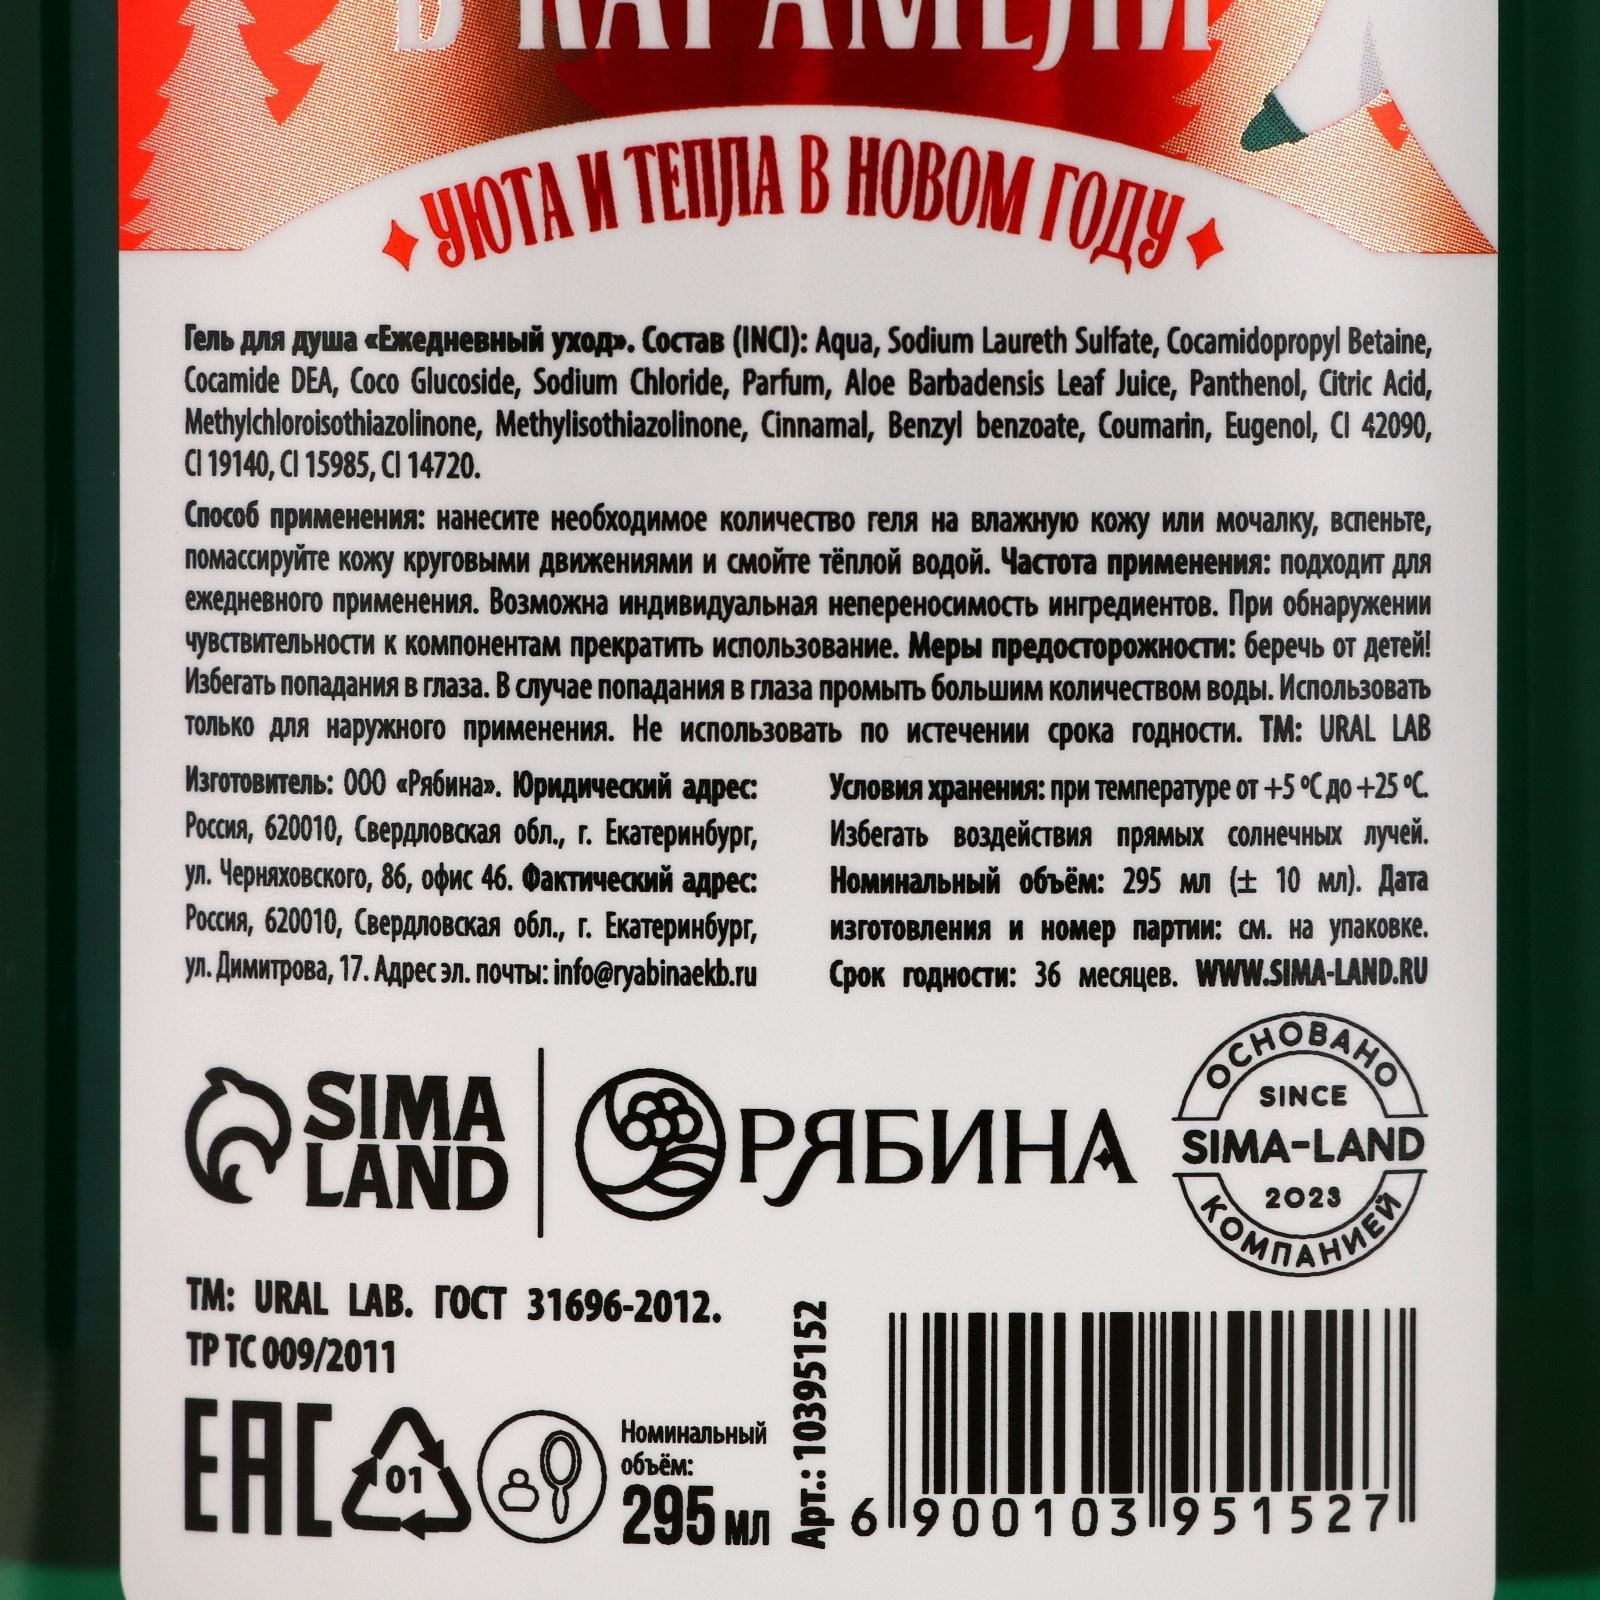 В КАРАМЕЛИ
УЮТА И ТЕПЛА В НОВОМ ГОДУ
Гель для душа «Ежедневный уход». Состав (INCI): Aqua, Sodium Laureth Sulfate, Cocamidopropyl Betaine,
Cocamide DEA, Coco Glucoside, Sodium Chloride, Parfum, Aloe Barbadensis Leaf Juice, Panthenol, Citric Acid,
Methylchloroisothiazolinone, Methylisothiazolinone, Cinnamal, Benzyl benzoate, Coumarin, Eugenol, CI 42090,
CI 19140, CI 15985, CI 14720.
Способ применения: нанесите необходимое количество геля на влажную кожу или мочалку, вспеньте,
помассируйте кожу круговыми движениями и смойте тёплой водой. Частота применения: подходит для
ежедневного применения. Возможна индивидуальная непереносимость ингредиентов. При обнаружении
чувствительности к компонентам прекратить использование. Меры предосторожности: беречь от детей!
Избегать попадания в глаза. В случае попадания в глаза промыть большим количеством воды. Использовать
только для наружного применения. Не использовать по истечении срока годности. ТМ: URAL LAB
Изготовитель: ООО «Рябина». Юридический адрес:
Россия, 620010, Свердловская обл., г. Екатеринбург,
ул. Черняховского, 86, офис 46. Фактический адрес:
Россия, 620010, Свердловская обл., г. Екатеринбург,
ул. Димитрова, 17. Адрес эл. почты: info@ryabinaekb.ru
Условия хранения: при температуре от +5 ºС до +25 ºС.
Избегать воздействия прямых солнечных лучей.
Номинальный объём: 295 мл (± 10 мл). Дата
изготовления и номер партии: см. на упаковке.
Срок годности: 36 месяцев. WWW.SIMA-LAND.RU
SIMA
LAND
РЯБИНА
ОСНОВАНО
SINCE
SIMA-LAND
2023
КОМПАНИЕЙ
ТМ: URAL LAB. ГОСТ 31696-2012.
ТР ТС 009/2011
EAC
01
Номинальный
объём:
295 мл
Арт.: 10395152
6 900103 951527